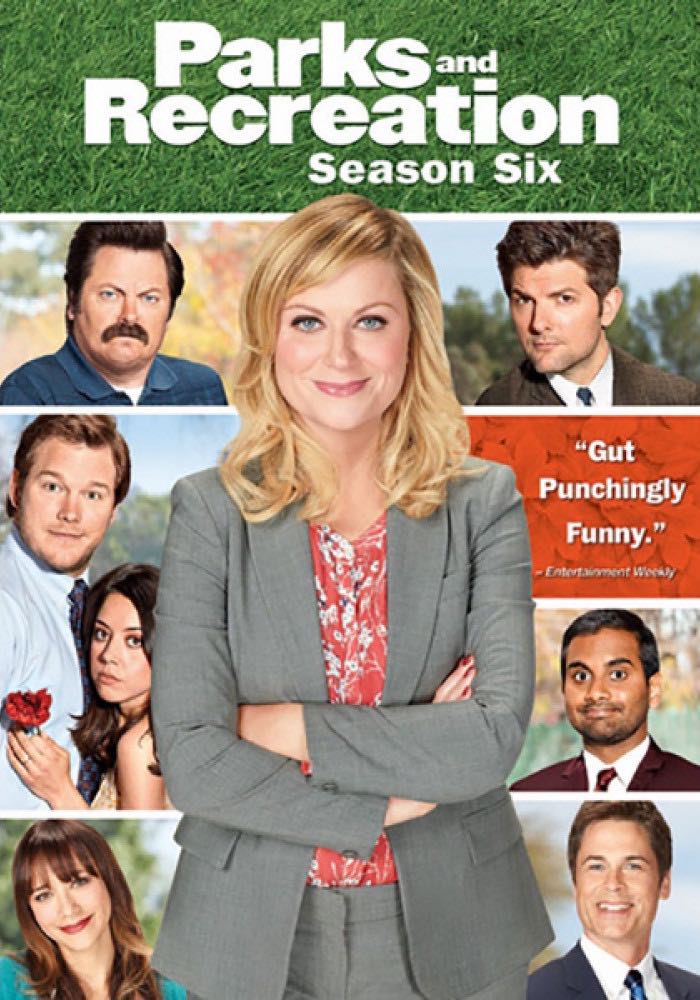 Parks and
Recreation
Season Six
“Gut
Punchingly
Funny.”
– Entertainment Weekly